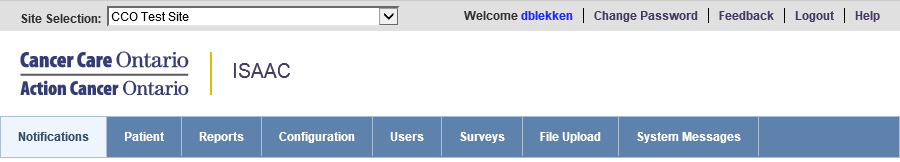 Site Selection: CCO Test Site Welcome dblekken Change Password Feedback Logout Help
Cancer Care Ontario
Action Cancer Ontario
ISAAC
Notifications Patient Reports Configuration Users Surveys File Upload System Messages